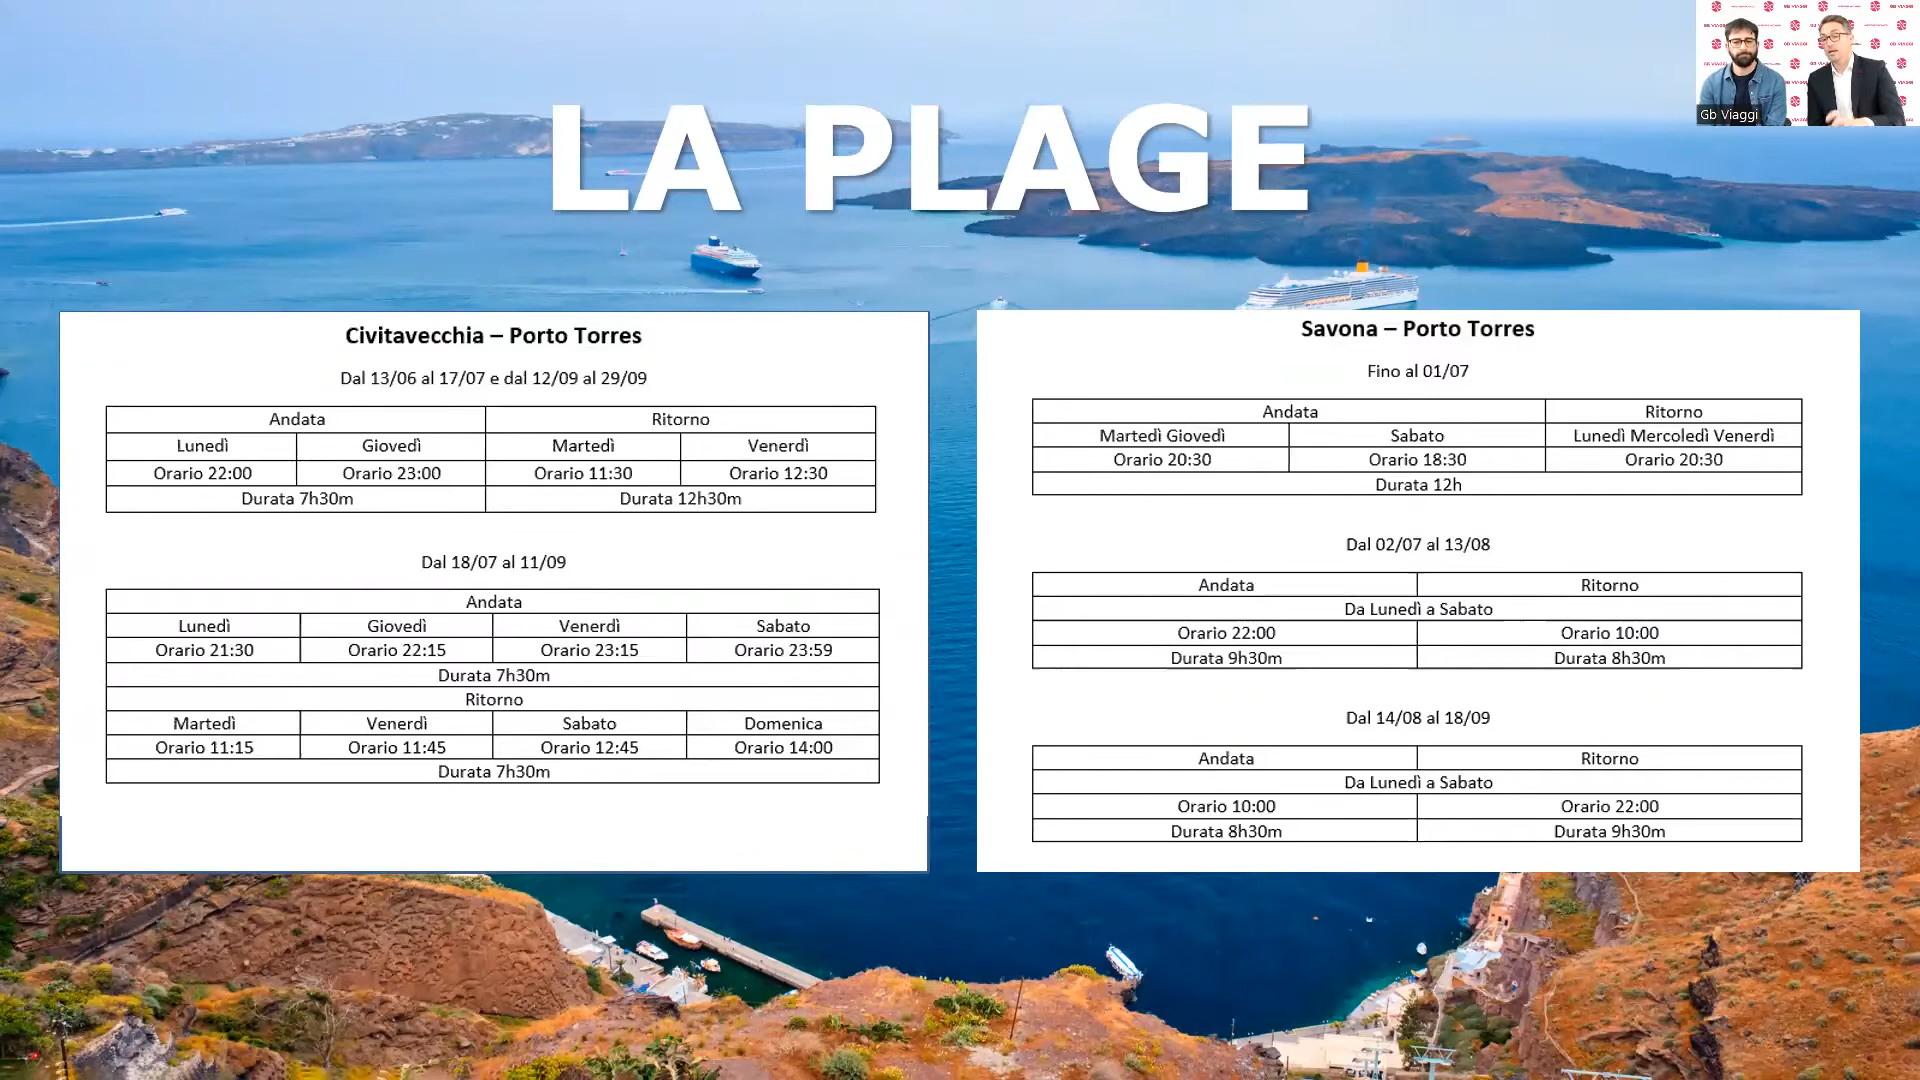 LA PLAGE
Gb Viaggi
Civitavecchia – Porto Torres
Dal 13/06 al 17/07 e dal 12/09 al 29/09
Andata Ritorno
Lunedì Giovedì Martedì Venerdì
Orario 22:00 Orario 23:00 Orario 11:30 Orario 12:30
Durata 7h30m Durata 12h30m
Dal 18/07 al 11/09
Andata
Lunedì Giovedì Venerdì Sabato
Orario 21:30 Orario 22:15 Orario 23:15 Orario 23:59
Durata 7h30m
Ritorno
Martedì Venerdì Sabato Domenica
Orario 11:15 Orario 11:45 Orario 12:45 Orario 14:00
Durata 7h30m
Savona – Porto Torres
Fino al 01/07
Andata Ritorno
Martedì Giovedì Sabato Lunedì Mercoledì Venerdì
Orario 20:30 Orario 18:30 Orario 20:30
Durata 12h
Dal 02/07 al 13/08
Andata Ritorno
Da Lunedì a Sabato
Orario 22:00 Orario 10:00
Durata 9h30m Durata 8h30m
Dal 14/08 al 18/09
Andata Ritorno
Da Lunedì a Sabato
Orario 10:00 Orario 22:00
Durata 8h30m Durata 9h30m